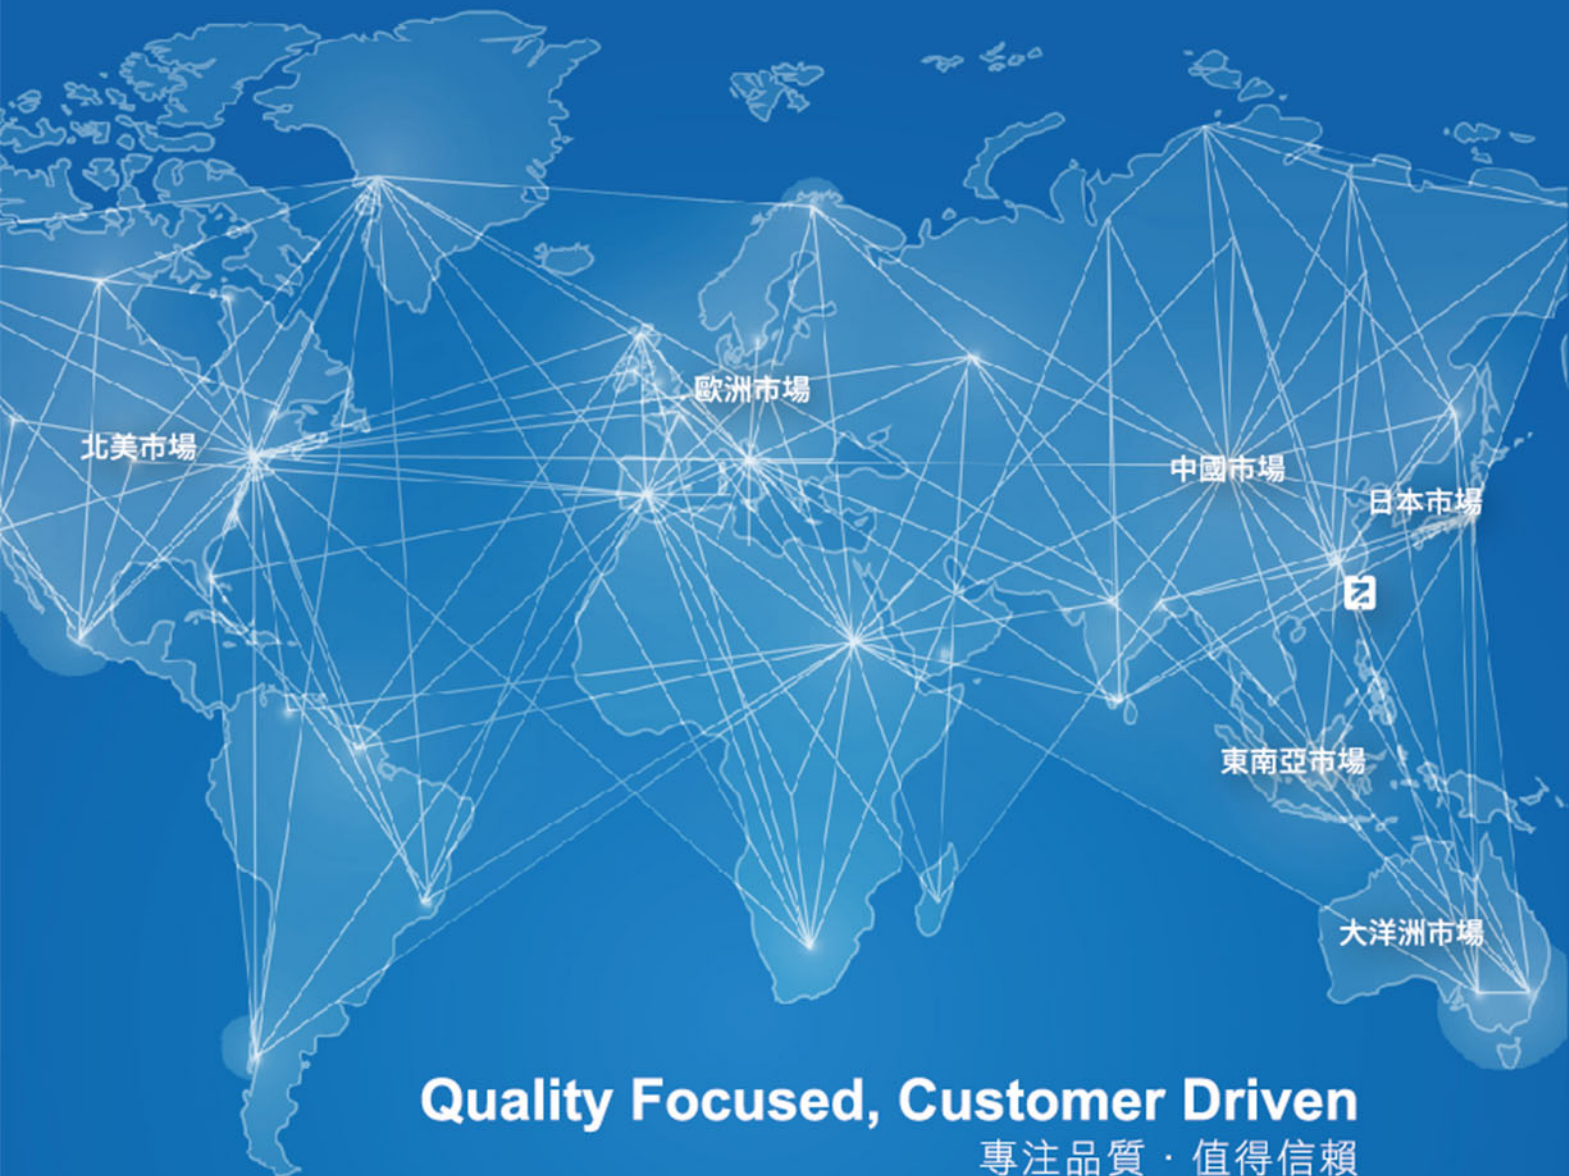 歐洲市場
北美市場
中國市場
日本市場
東南亞市場
大洋洲市場
Quality Focused, Customer Driven
專注品質・值得信賴